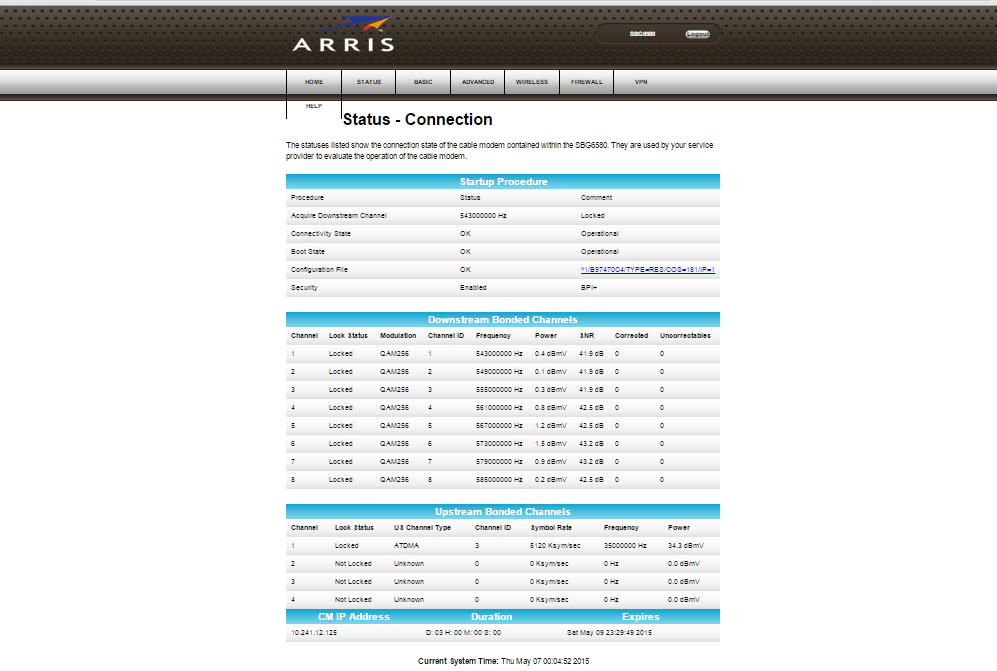 ARRIS
SBG6580 Logout
HOME STATUS BASIC ADVANCED WIRELESS FIREWALL VPN
HELP
Status - Connection
The statuses listed show the connection state of the cable modem contained within the SBG6580. They are used by your service
provider to evaluate the operation of the cable modem.
Startup Procedure
Procedure Status Comment
Acquire Downstream Channel 543000000 Hz Locked
Connectivity State OK Operational
Boot State OK Operational
Configuration File OK ^1/B97470C4/TYPE=RES/COS=181/IP=1
Security Enabled BPI+
Downstream Bonded Channels
Channel Lock Status Modulation Channel ID Frequency Power SNR Corrected Uncorrectables
1 Locked QAM256 1 543000000 Hz 0.4 dBmV 41.9 dB 0 0
2 Locked QAM256 2 549000000 Hz 0.1 dBmV 41.9 dB 0 0
3 Locked QAM256 3 555000000 Hz 0.3 dBmV 41.9 dB 0 0
4 Locked QAM256 4 561000000 Hz 0.8 dBmV 42.5 dB 0 0
5 Locked QAM256 5 567000000 Hz 1.2 dBmV 42.5 dB 0 0
6 Locked QAM256 6 573000000 Hz 1.5 dBmV 43.2 dB 0 0
7 Locked QAM256 7 579000000 Hz 0.9 dBmV 43.2 dB 0 0
8 Locked QAM256 8 585000000 Hz 0.2 dBmV 42.5 dB 0 0
Upstream Bonded Channels
Channel Lock Status US Channel Type Channel ID Symbol Rate Frequency Power
1 Locked ATDMA 3 5120 Ksym/sec 35000000 Hz 34.3 dBmV
2 Not Locked Unknown 0 0 Ksym/sec 0 Hz 0.0 dBmV
3 Not Locked Unknown 0 0 Ksym/sec 0 Hz 0.0 dBmV
4 Not Locked Unknown 0 0 Ksym/sec 0 Hz 0.0 dBmV
CM IP Address Duration Expires
10.241.12.125 D: 03 H: 00 M: 00 S: 00 Sat May 09 23:29:49 2015
Current System Time: Thu May 07 00:04:52 2015